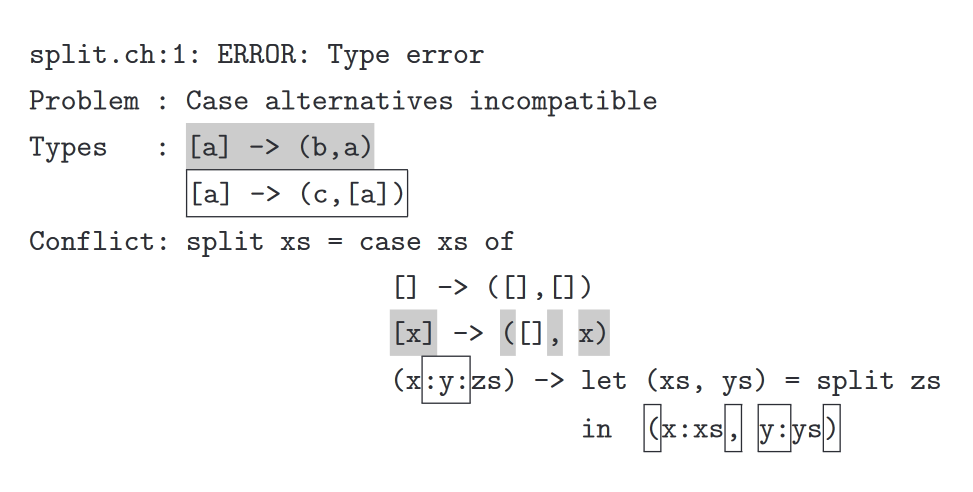 split.ch:1: ERROR: Type error
Problem : Case alternatives incompatible
Types   : [a] -> (b,a)
          [a] -> (c,[a])
Conflict: split xs = case xs of
                       [] -> ([],[])
                       [x] -> ([], x)
                       (x:y:zs) -> let (xs, ys) = split zs
                                   in  (x:xs, y:ys)